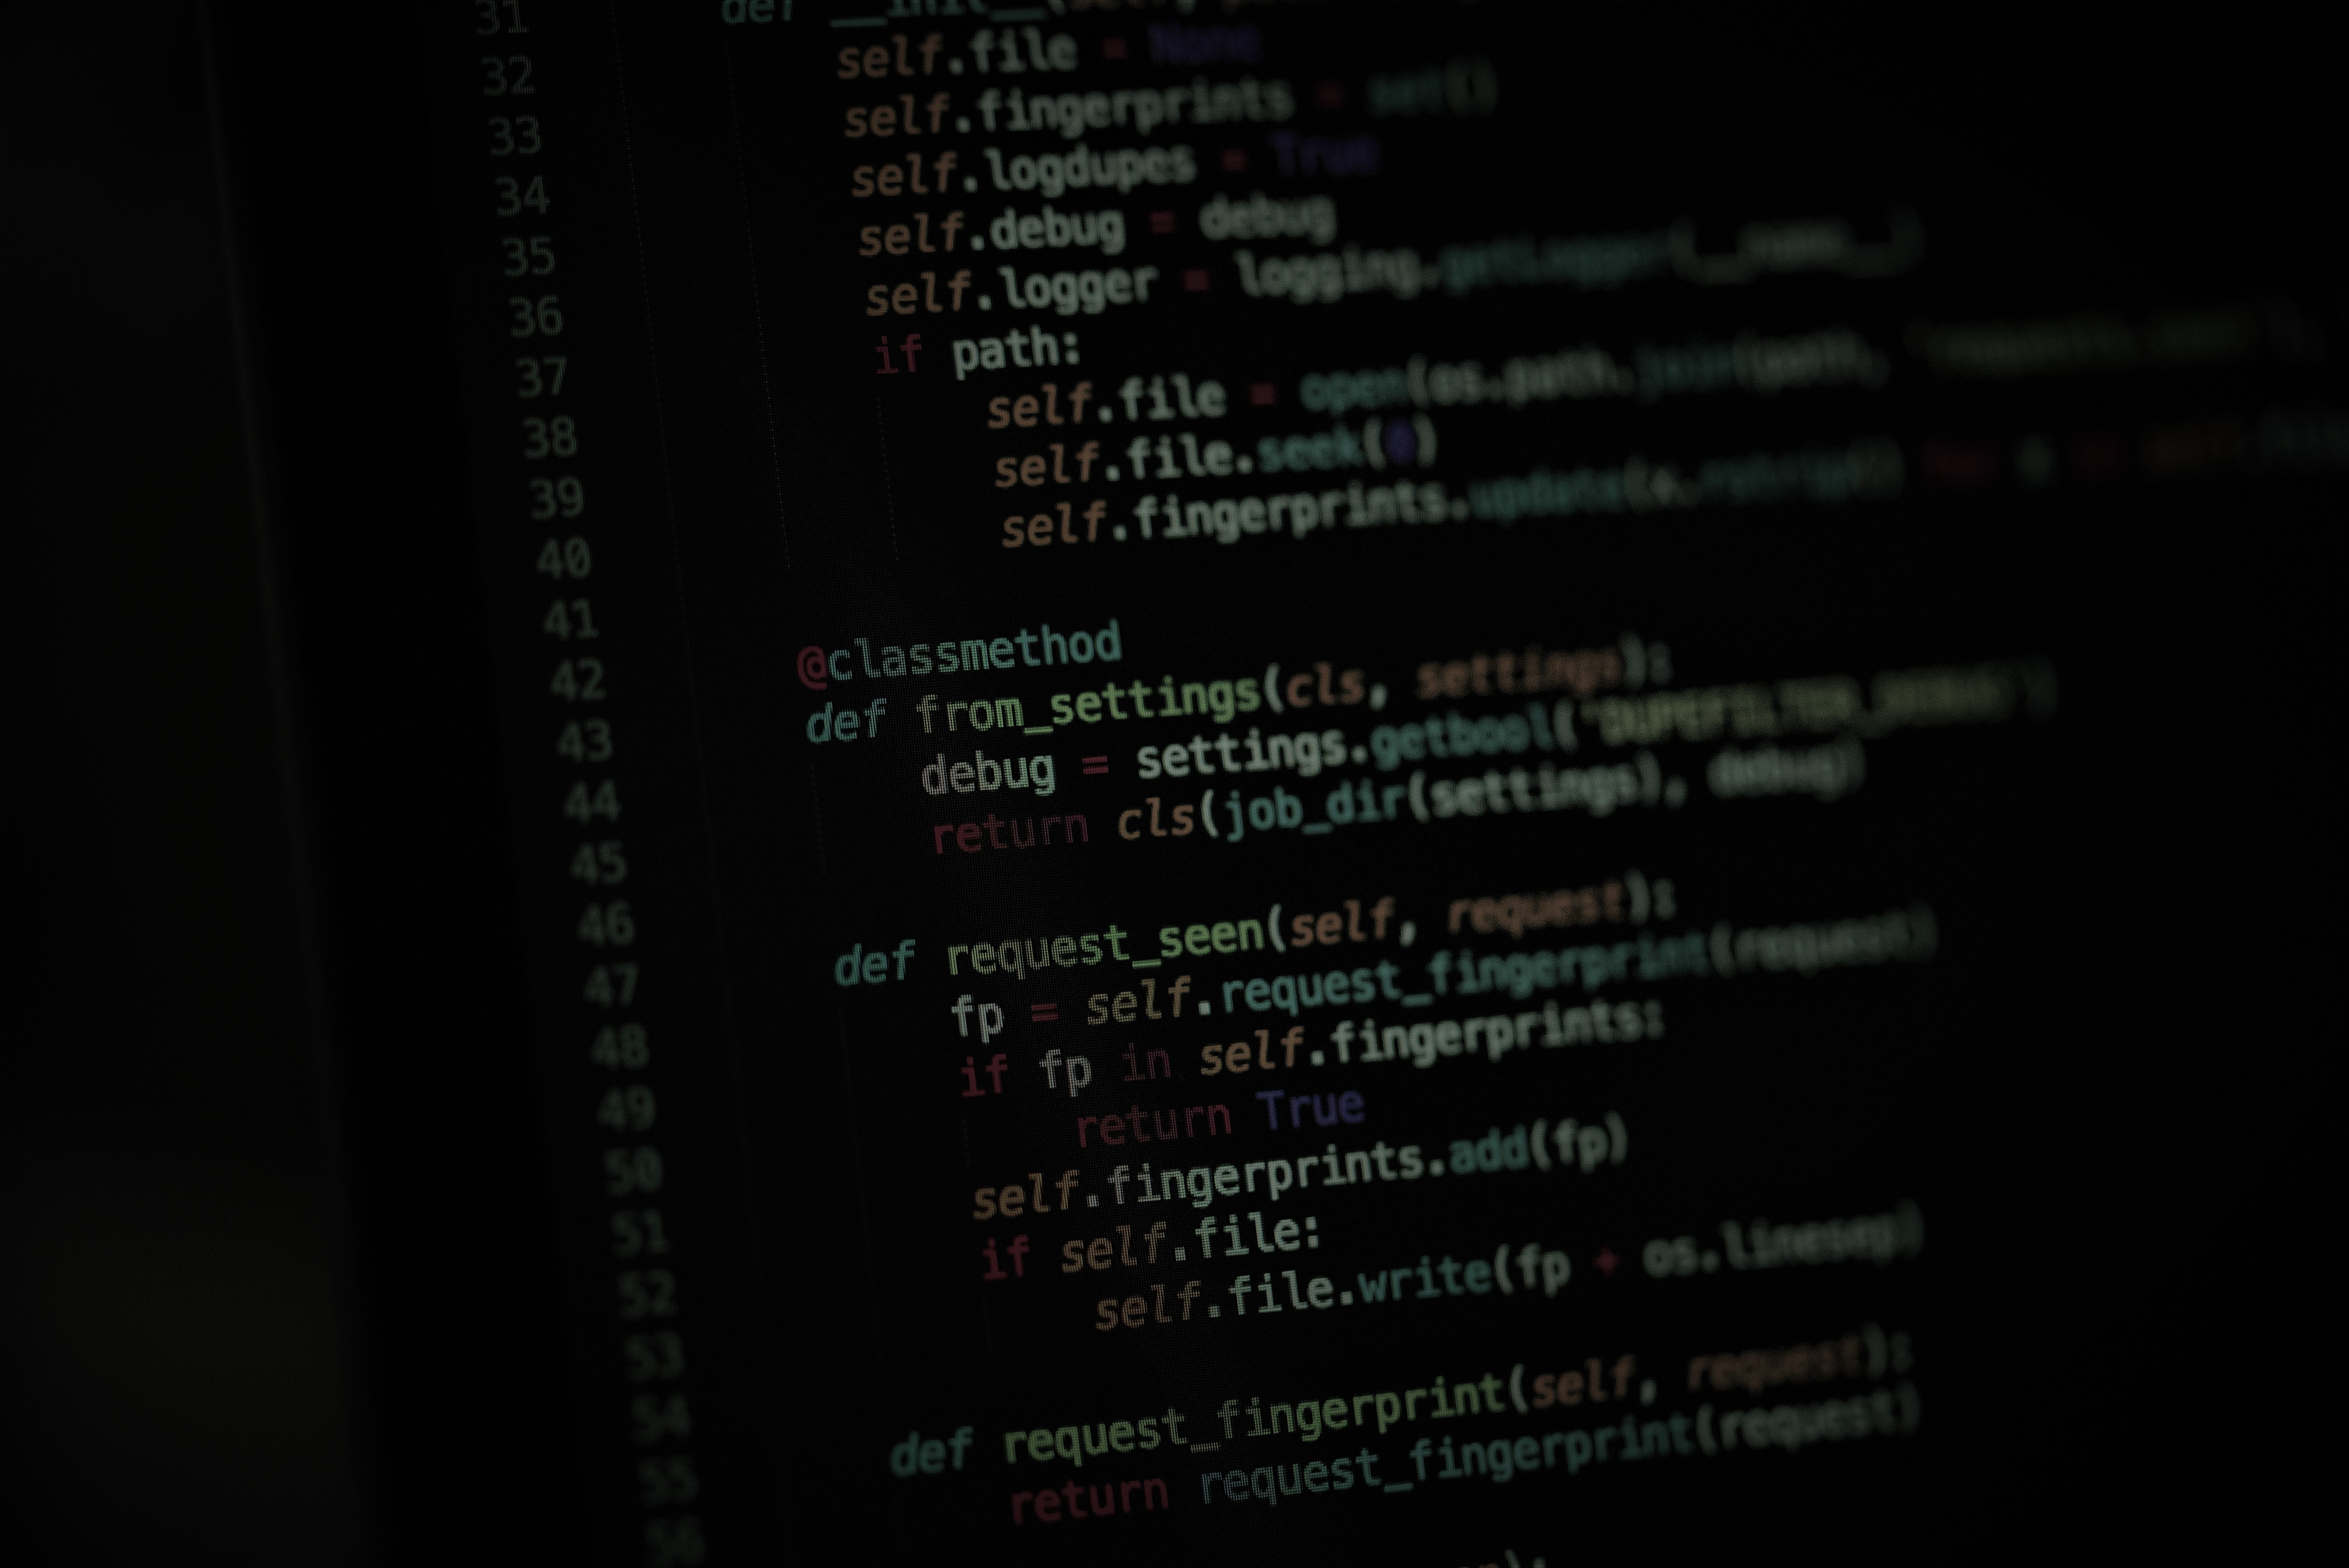 31 def __init__(self,
32 self.file = None
33 self.fingerprints = set()
34 self.logdupes = True
35 self.debug = debug
36 self.logger = logging.getLogger(__name__)
37 if path:
38 self.file = open(os.path.join(path,
39 self.file.seek(0)
40 self.fingerprints.update(x.rstrip() for x in
41
42 @classmethod
43 def from_settings(cls, settings):
44 debug = settings.getbool('DUPEFILTER_DEBUG')
45 return cls(job_dir(settings), debug)
46
47 def request_seen(self, request):
48 fp = self.request_fingerprint(request)
49 if fp in self.fingerprints:
50 return True
51 self.fingerprints.add(fp)
52 if self.file:
53 self.file.write(fp + os.linesep)
54
55 def request_fingerprint(self, request):
56 return request_fingerprint(request)